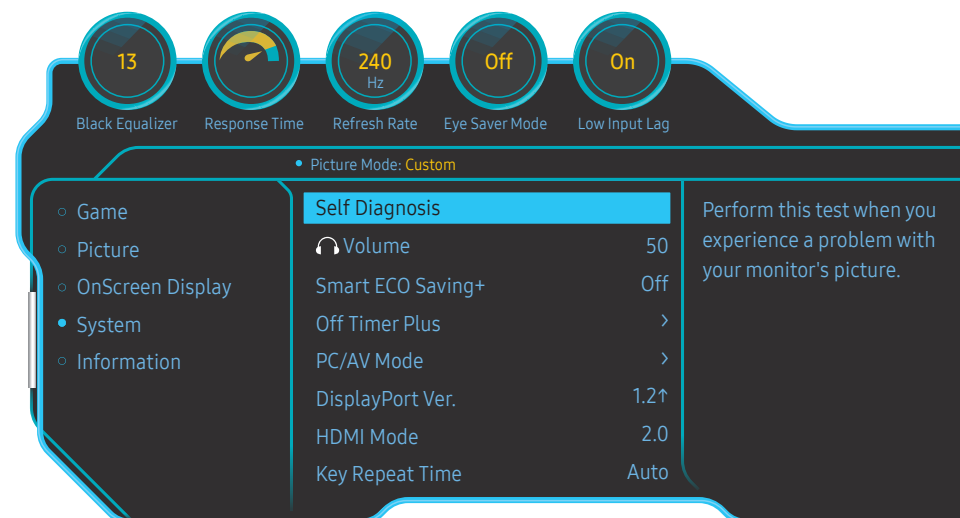 13
240
Hz
Off
On
Black Equalizer
Response Time
Refresh Rate
Eye Saver Mode
Low Input Lag
Picture Mode: Custom
Game
Picture
OnScreen Display
System
Information
Self Diagnosis
Volume 50
Smart ECO Saving+ Off
Off Timer Plus >
PC/AV Mode >
DisplayPort Ver. 1.2↑
HDMI Mode 2.0
Key Repeat Time Auto
Perform this test when you
experience a problem with
your monitor's picture.